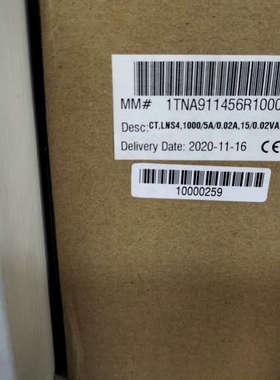 MM# 1TNA911456R1000
Desc: CT,LNS4,1000/5A/0.02A,15/0.02VA,
Delivery Date: 2020-11-16 CE
10000259